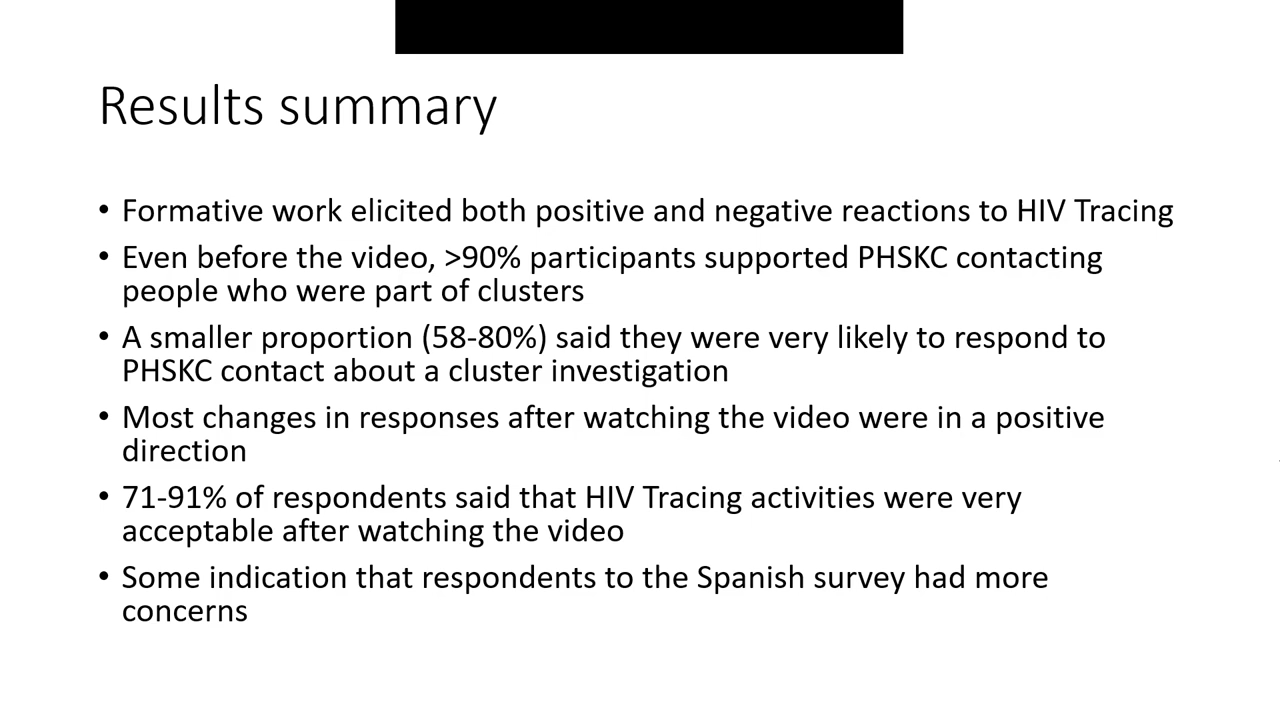 Results summary
• Formative work elicited both positive and negative reactions to HIV Tracing
• Even before the video, >90% participants supported PHSKC contacting
people who were part of clusters
• A smaller proportion (58-80%) said they were very likely to respond to
PHSKC contact about a cluster investigation
• Most changes in responses after watching the video were in a positive
direction
• 71-91% of respondents said that HIV Tracing activities were very
acceptable after watching the video
• Some indication that respondents to the Spanish survey had more
concerns